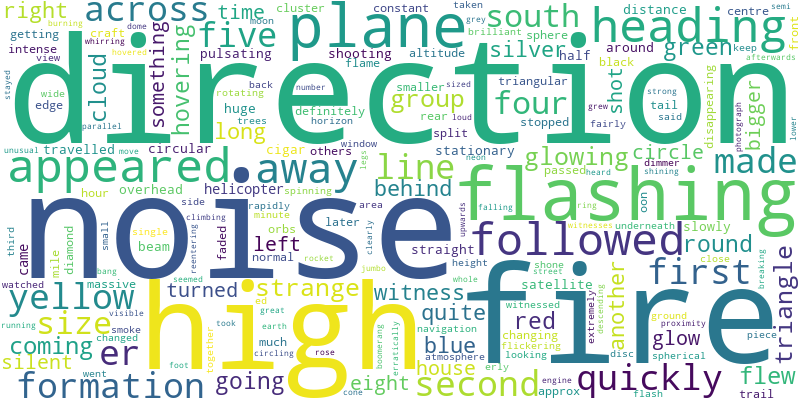 right across time five plane south heading
burning dome moon cluster constant taken grey brilliant distance centre semi
getting craft altitude sphere around green keep front
intense whirring hovered pulsating shooting silver half afterwards
view something hovering flame smaller sized triangular black
stayed edge cloud rotating back number group four shot tail strong said
direction
wide huge definitely rear loud stopped grew fairly disappearing bigger photograph lower
parallel trees horizon split
unusual travelled move circular cigar others window stationary neon heard circle dimmer made
appeared away line glowing passed shining
hour overhead helicopter spinning legs behind flashing
third mile diamond small beam side climbing rapidly minute area orbs later upwards falling oon ring underneath slowly
noise
came single reentering faded left normal clearly straight followed witnesses round
watched massive bang seemed rocket jumbo height whole shone street satellite close first breaking
yellow visible turned strange witness witnessed extremely descending another ground triangle
size smoke ed great quite navigation changing red proximity
running changed took earth blue flickering glow piece
coming er high together much circling atmosphere looking disc spherical fire
silent went foot rose boomerang erratically house erly
formation going cone eight second engine approx quickly flash flew trail